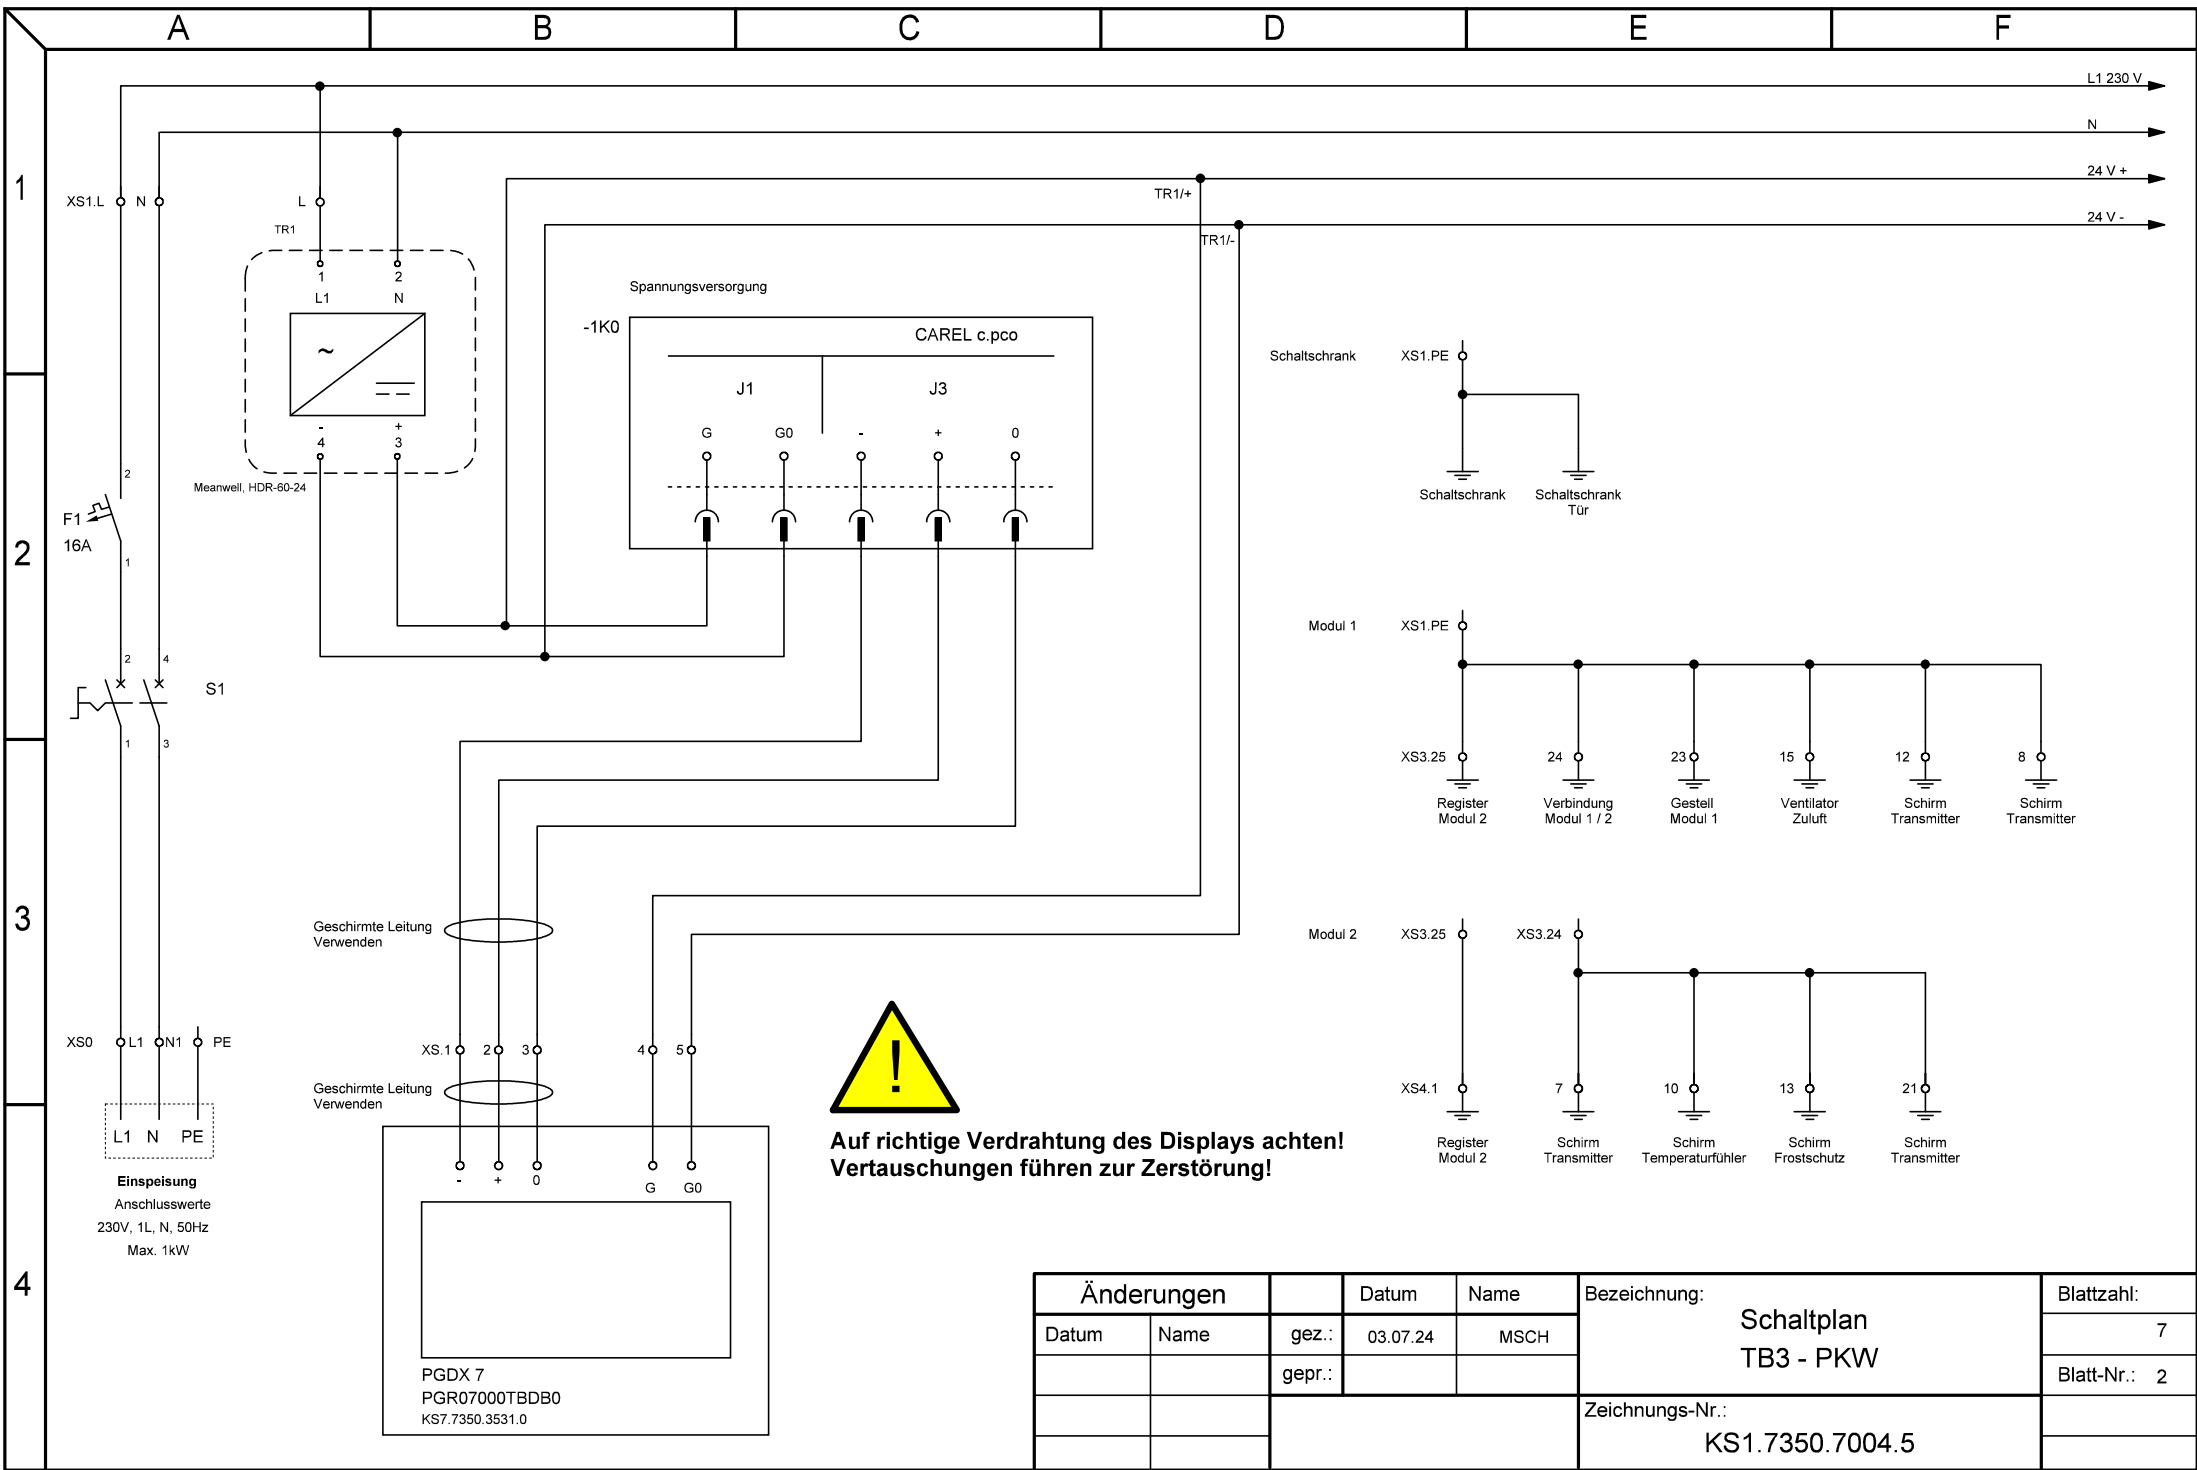 A B C D E F
L1 230 V
N
24 V +
24 V -
1
XS1.L N
L
TR1
TR1/+
TR1/-
1 2
L1 N
~
- +
4 3
Meanwell, HDR-60-24
Spannungsversorgung
-1K0
CAREL c.pco
J1 J3
G G0 - + 0
Schaltschrank XS1.PE
Schaltschrank
Schaltschrank
Tür
2
2
F1
16A
1
2 4
S1
1 3
Modul 1 XS1.PE
XS3.25 24 23 15 12 8
Register
Modul 2
Verbindung
Modul 1 / 2
Gestell
Modul 1
Ventilator
Zuluft
Schirm
Transmitter
Schirm
Transmitter
3
Geschirmte Leitung
Verwenden
Modul 2 XS3.25 XS3.24
XS0 L1 N1 PE
XS.1 2 3 4 5
Geschirmte Leitung
Verwenden
XS4.1 7 10 13 21
Register
Modul 2
Schirm
Transmitter
Schirm
Temperaturfühler
Schirm
Frostschutz
Schirm
Transmitter
L1 N PE
Einspeisung
Anschlusswerte
230V, 1L, N, 50Hz
Max. 1kW
!
Auf richtige Verdrahtung des Displays achten!
Vertauschungen führen zur Zerstörung!
- + 0 G G0
PGDX 7
PGR07000TBDB0
KS7.7350.3531.0
4
Änderungen Datum Name Bezeichnung: Blattzahl:
Schaltplan
TB3 - PKW
Datum Name gez.: 03.07.24 MSCH 7
gepr.: Blatt-Nr.: 2
Zeichnungs-Nr.:
KS1.7350.7004.5